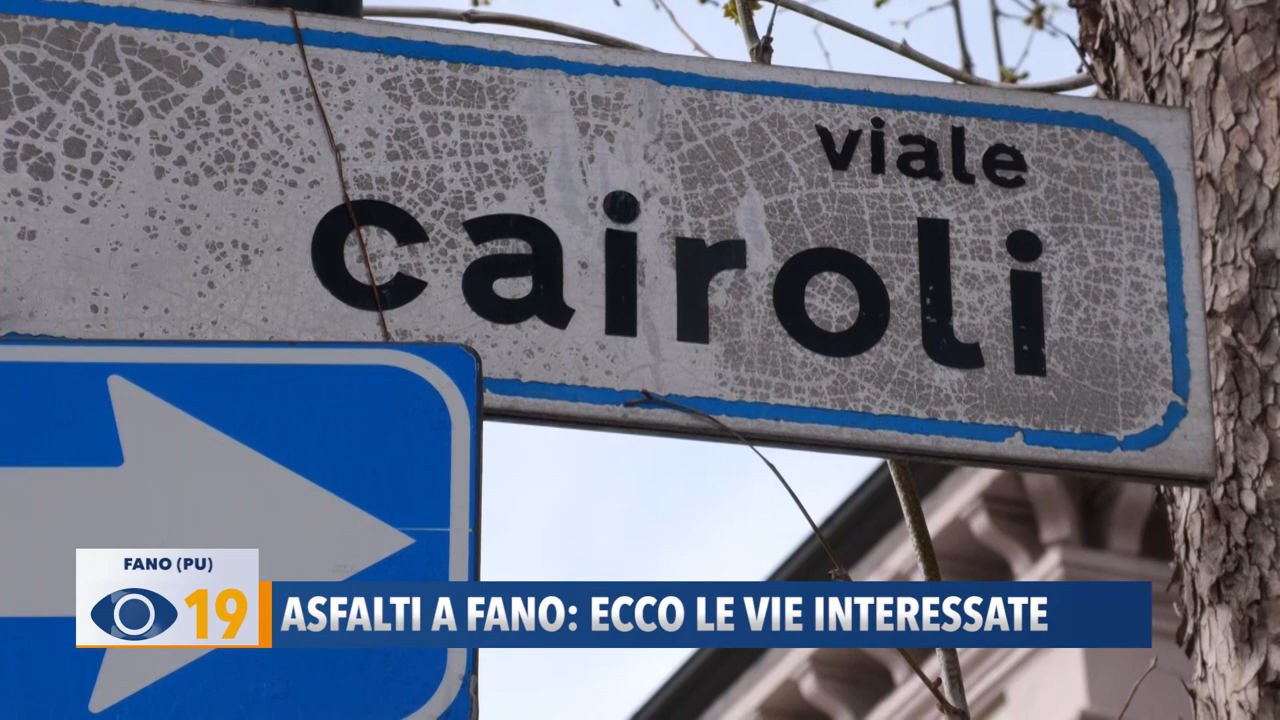 viale
cairoli
FANO (PU)
19
ASFALTI A FANO: ECCO LE VIE INTERESSATE